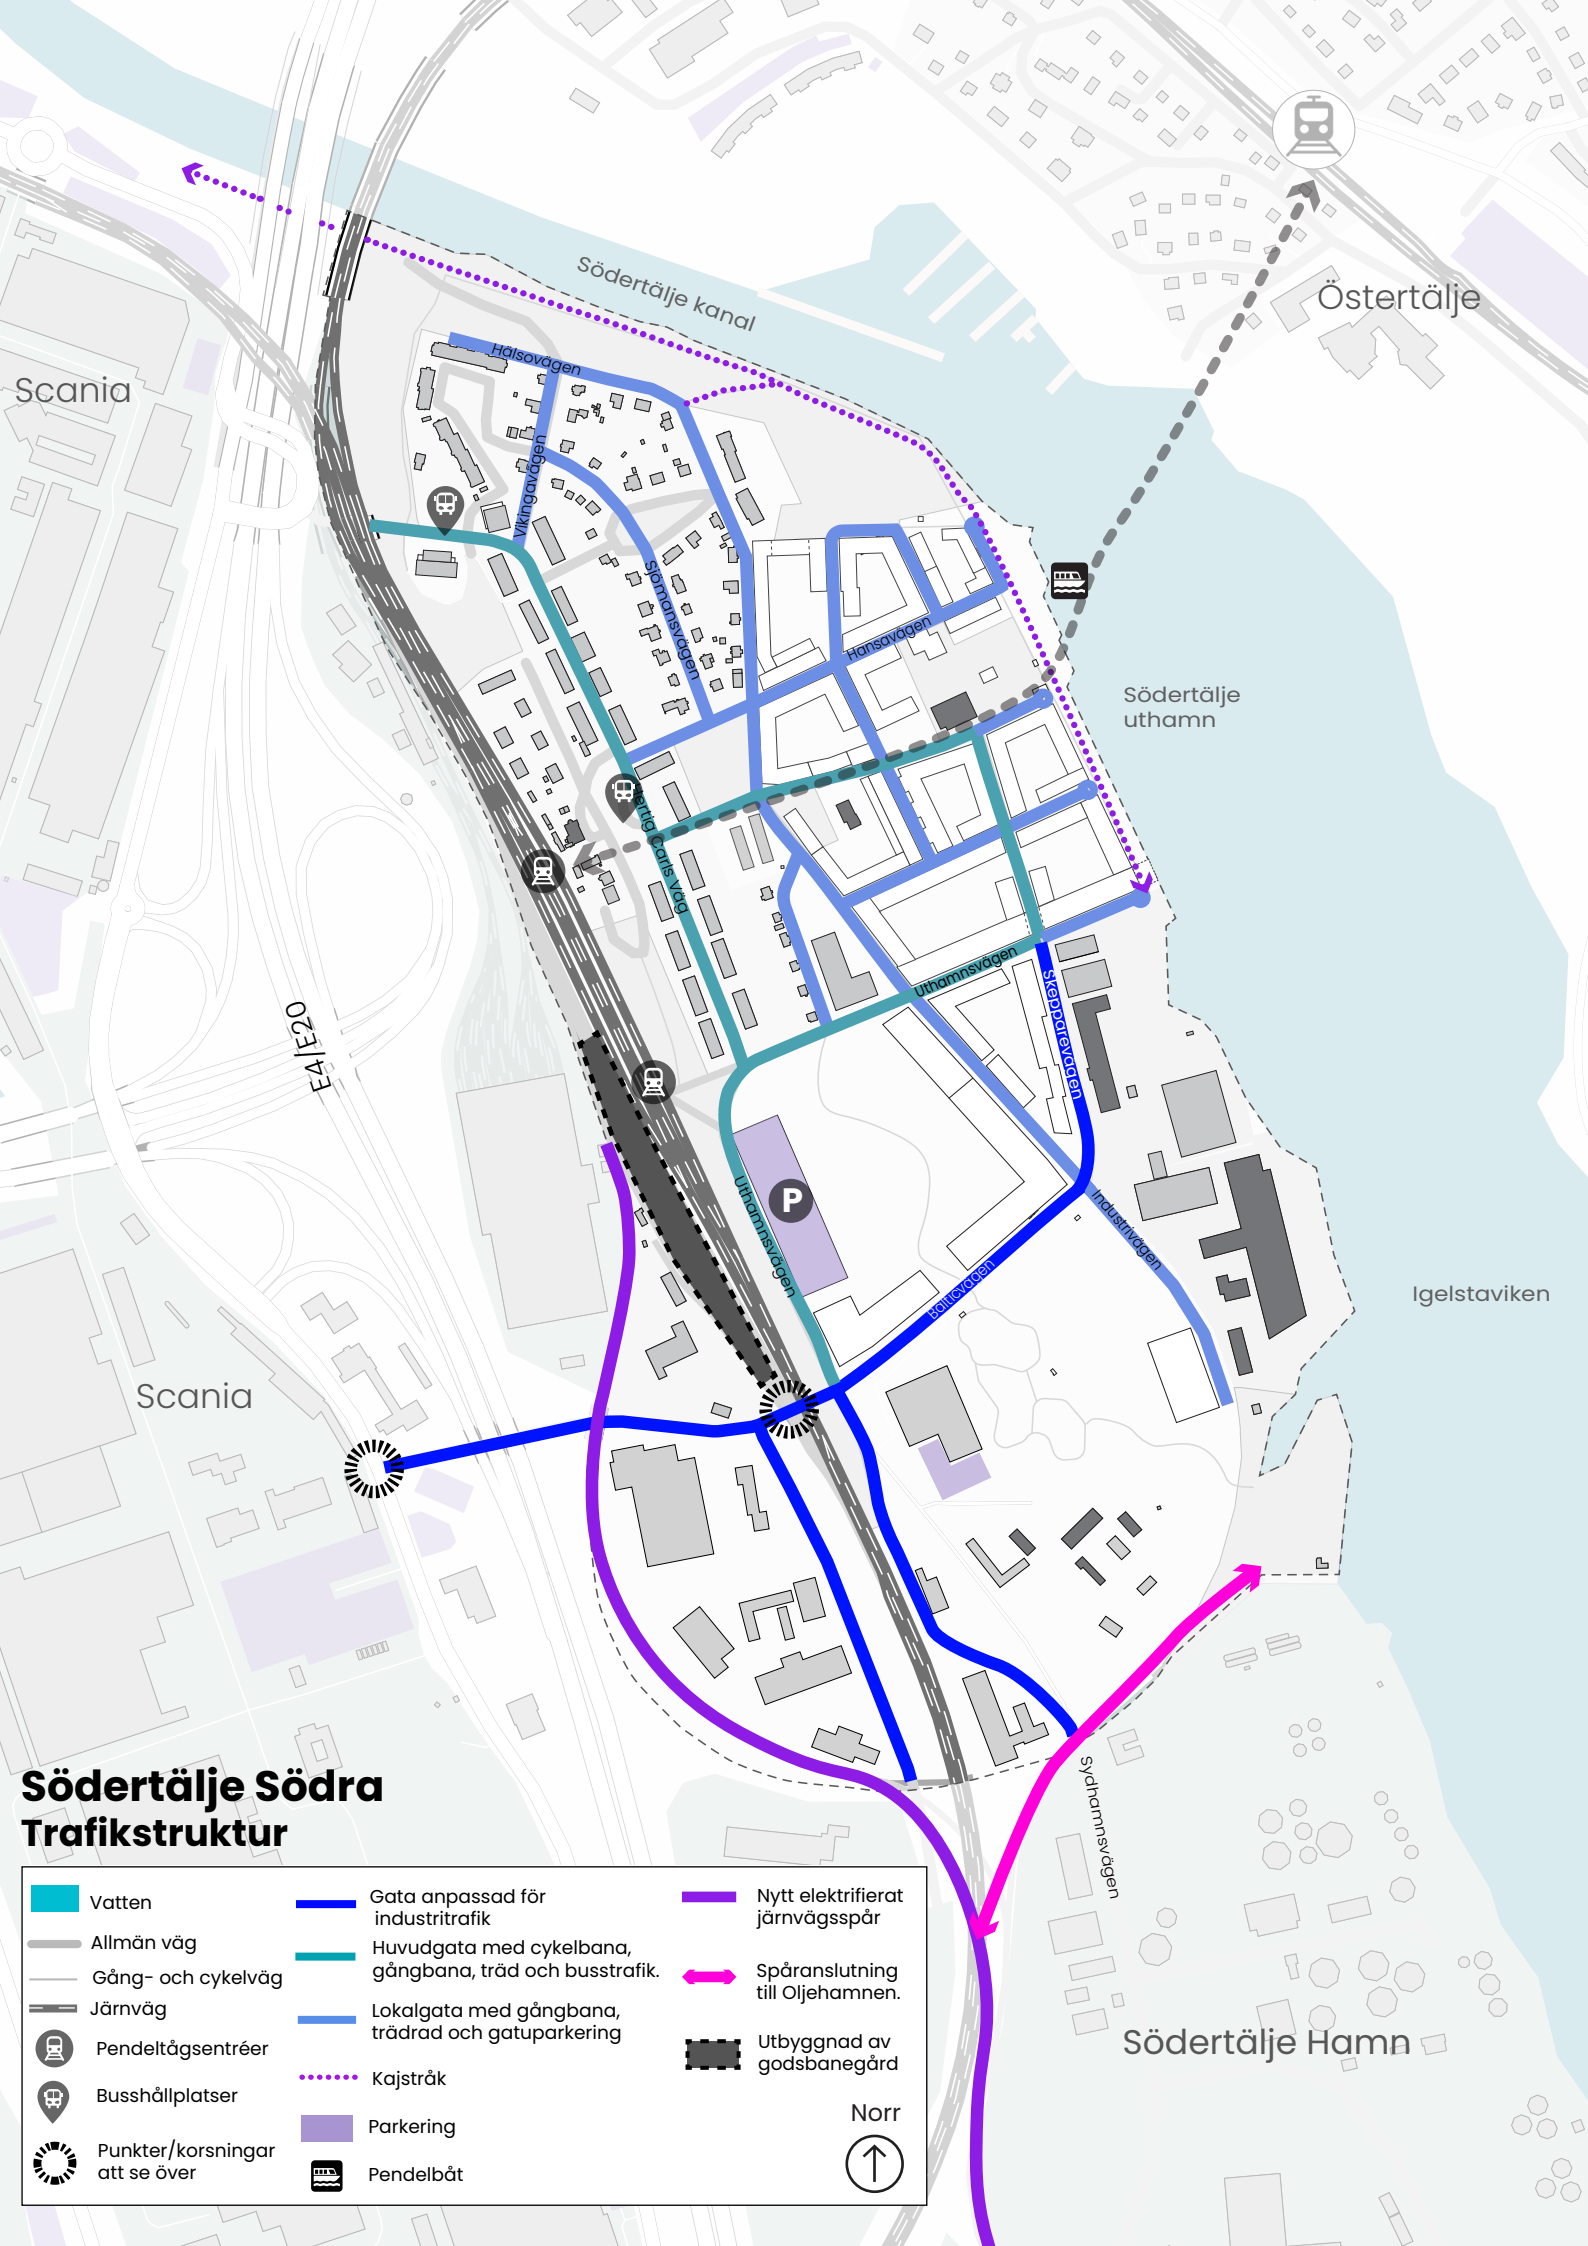 Södertälje kanal
Östertälje
Scania
Hälsovägen
Vikingavägen
Sjömansvägen
Hansavägen
Södertälje
uthamn
Hertig Carls väg
Uthamnsvägen
Skepparevägen
E4/E20
P
Uthamnsvägen
Industrivägen
Balticvägen
Igelstaviken
Scania
Sydhamnsvägen
Södertälje Hamn
Södertälje Södra
Trafikstruktur
Vatten
Allmän väg
Gång- och cykelväg
Järnväg
Pendeltågsentréer
Busshållplatser
Punkter/korsningar
att se över
Gata anpassad för
industritrafik
Huvudgata med cykelbana,
gångbana, träd och busstrafik.
Lokalgata med gångbana,
trädrad och gatuparkering
Kajstråk
Parkering
Pendelbåt
Nytt elektrifierat
järnvägsspår
Spåranslutning
till Oljehamnen.
Utbyggnad av
godsbanegård
Norr